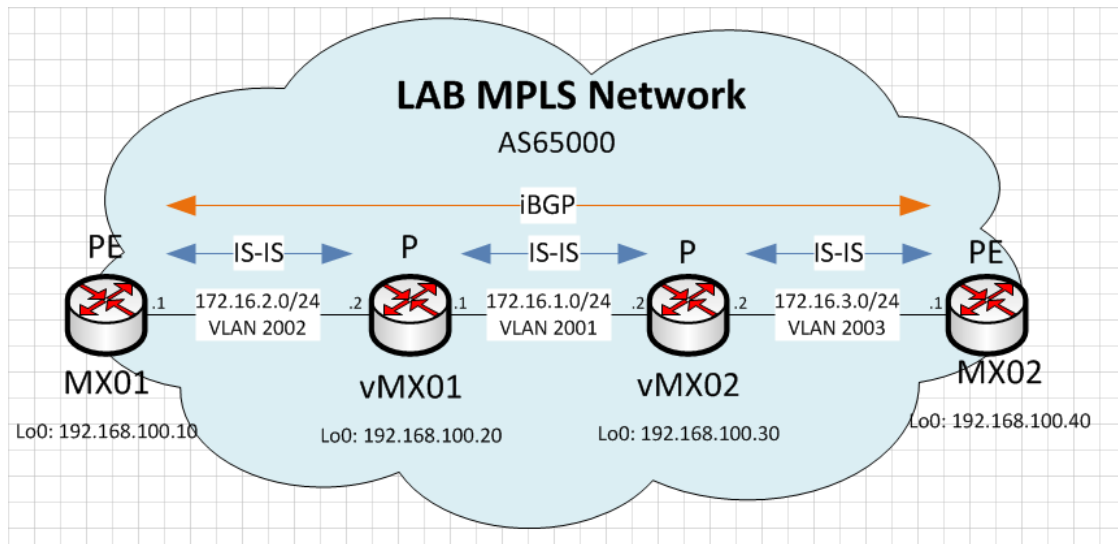 LAB MPLS Network
AS65000
iBGP
PE
IS-IS
P
IS-IS
P
IS-IS
PE
.1
172.16.2.0/24
VLAN 2002
.2
.1
172.16.1.0/24
VLAN 2001
.2
.2
172.16.3.0/24
VLAN 2003
.1
MX01
vMX01
vMX02
MX02
Lo0: 192.168.100.10
Lo0: 192.168.100.20
Lo0: 192.168.100.30
Lo0: 192.168.100.40